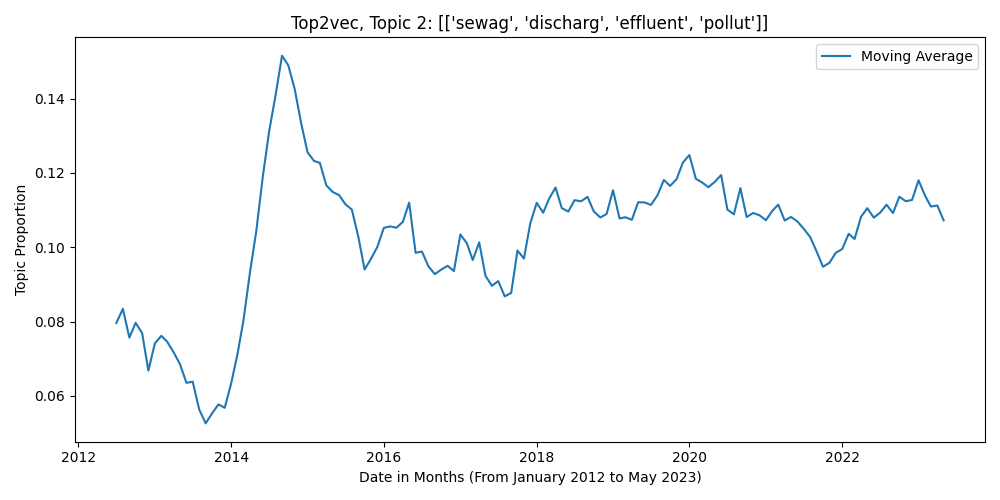 Top2vec, Topic 2: [['sewag', 'discharg', 'effluent', 'pollut']]
Moving Average
Topic Proportion
0.14
0.12
0.10
0.08
0.06
2012 2014 2016 2018 2020 2022
Date in Months (From January 2012 to May 2023)